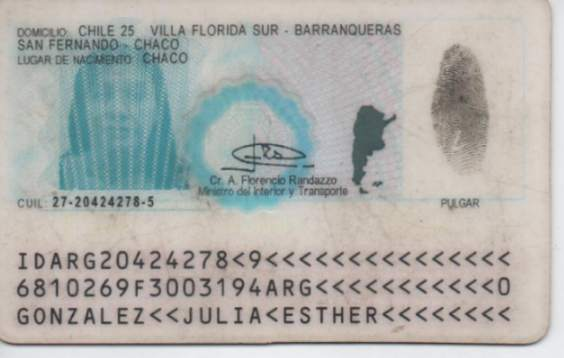 DOMICILIO: CHILE 25 VILLA FLORIDA SUR - BARRANQUERAS
SAN FERNANDO - CHACO
LUGAR DE NACIMIENTO: CHACO
Cr. A. Florencio Randazzo
Ministro del Interior y Transporte
CUIL: 27-20424278-5
PULGAR
IDARG20424278<9<<<<<<<<<<<<<<<
6810269F3003194ARG<<<<<<<<<<<0
GONZALEZ<<JULIA<ESTHER<<<<<<<<